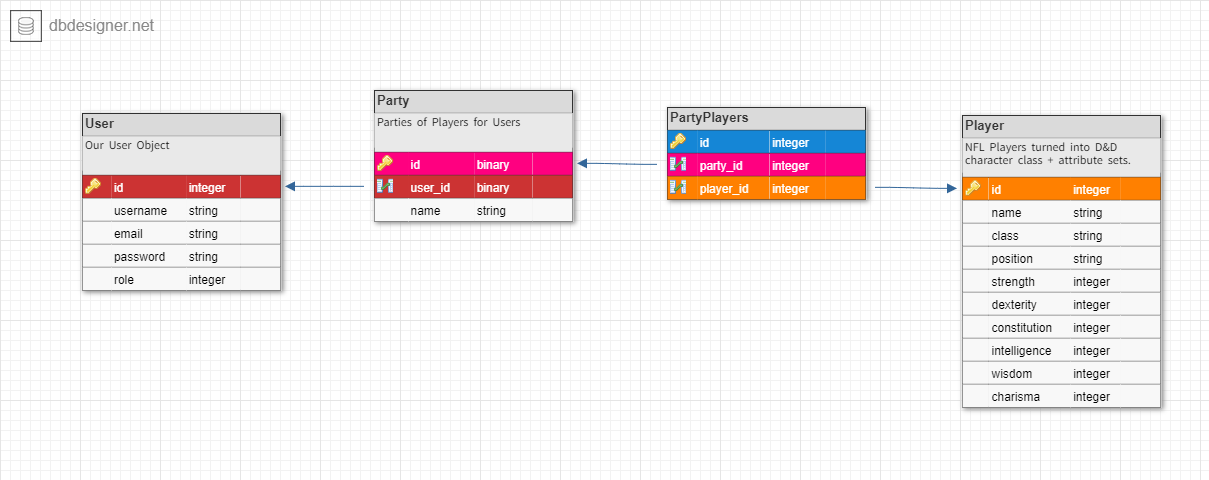 dbdesigner.net
User
Our User Object
id integer
username string
email string
password string
role integer
Party
Parties of Players for Users
id binary
user_id binary
name string
PartyPlayers
id integer
party_id integer
player_id integer
Player
NFL Players turned into D&D
character class + attribute sets.
id integer
name string
class string
position string
strength integer
dexterity integer
constitution integer
intelligence integer
wisdom integer
charisma integer